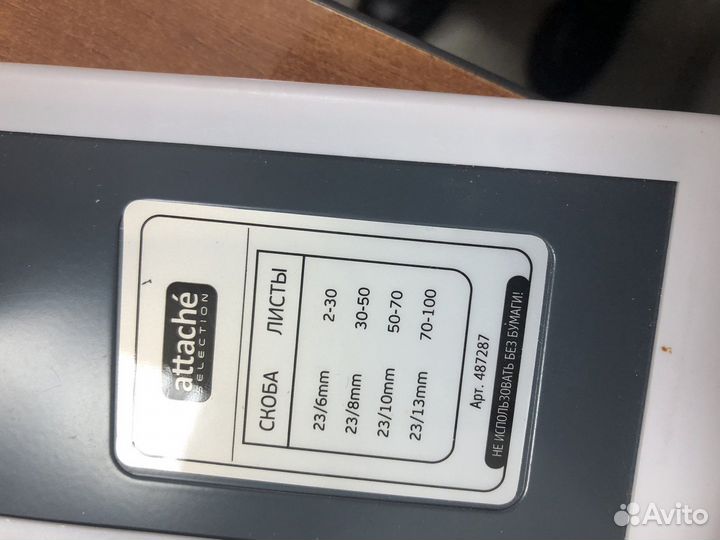 attaché
SELECTION
СКОБА ЛИСТЫ
23/6mm 2-30
23/8mm 30-50
23/10mm 50-70
23/13mm 70-100
Арт. 487287
НЕ ИСПОЛЬЗОВАТЬ БЕЗ БУМАГИ!
Avito